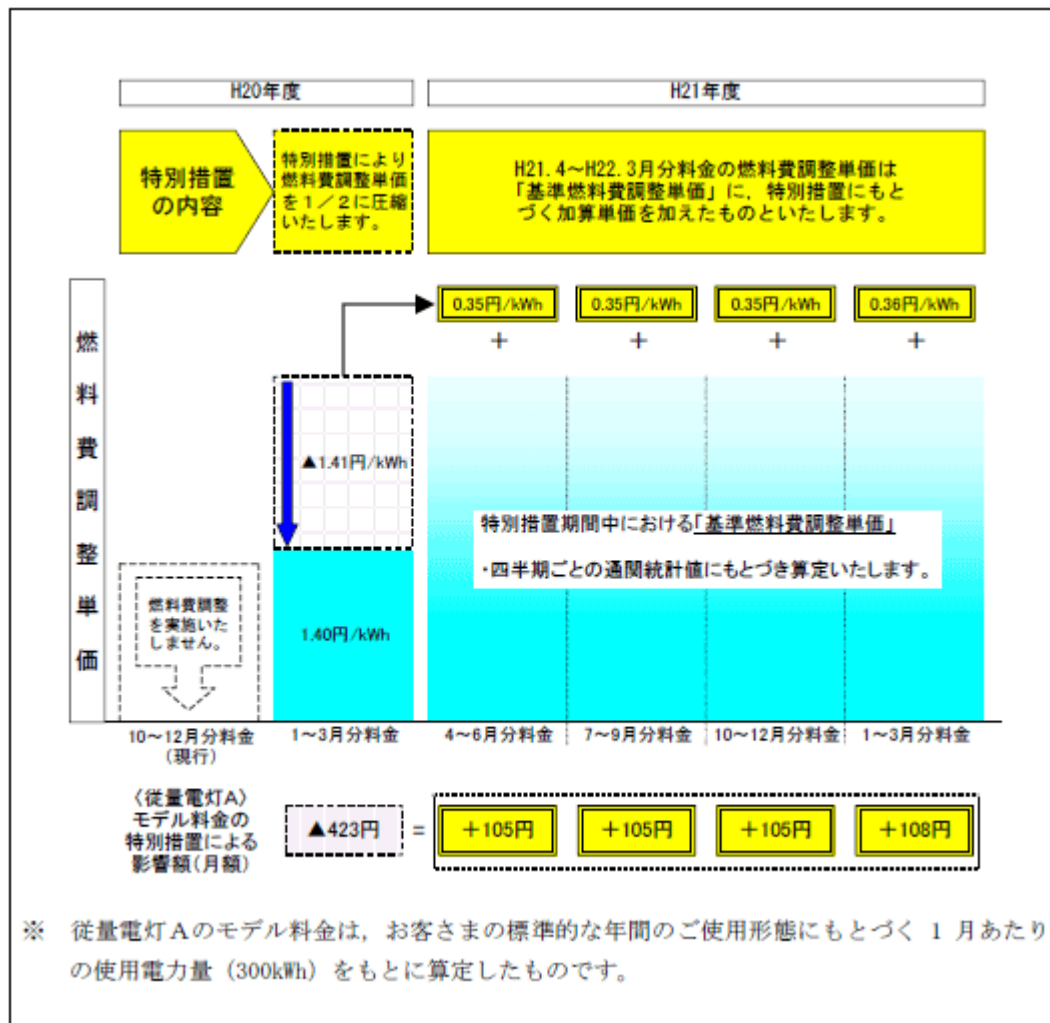 H20年度
H21年度
特別措置
の内容
特別措置により
燃料費調整単価
を1/2に圧縮
いたします。
H21.4～H22.3月分料金の燃料費調整単価は
「基準燃料費調整単価」に，特別措置にもと
づく加算単価を加えたものといたします。
燃料費調整単価
0.35円/kWh
0.35円/kWh
0.35円/kWh
0.36円/kWh
+
+
+
+
▲1.41円/kWh
特別措置期間中における「基準燃料費調整単価」
・四半期ごとの通関統計値にもとづき算定いたします。
燃料費調整
を実施いた
しません。
1.40円/kWh
10～12月分料金
(現行)
1～3月分料金
4～6月分料金
7～9月分料金
10～12月分料金
1～3月分料金
〈従量電灯A〉
モデル料金の
特別措置による
影響額(月額)
▲423円
=
＋105円
＋105円
＋105円
＋108円
※ 従量電灯Aのモデル料金は，お客さまの標準的な年間のご使用形態にもとづく 1 月あたり
の使用電力量（300kWh）をもとに算定したものです。